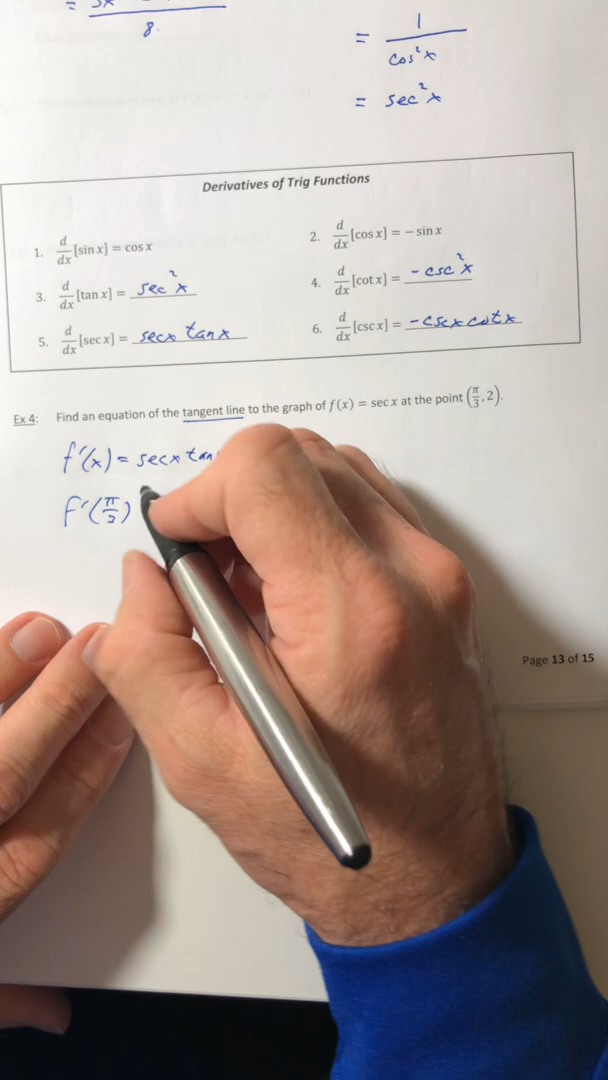 = 3x
8.
= 1 / cos²x
= sec²x
Derivatives of Trig Functions
1. d/dx [sin x] = cos x
2. d/dx [cos x] = − sin x
3. d/dx [tan x] = sec²x
4. d/dx [cot x] = -csc²x
5. d/dx [sec x] = secx tanx
6. d/dx [csc x] = -cscx cotx
Ex 4: Find an equation of the tangent line to the graph of f(x) = sec x at the point (π/3, 2).
f'(x) = secx tan
f'(π/3)
Page 13 of 15